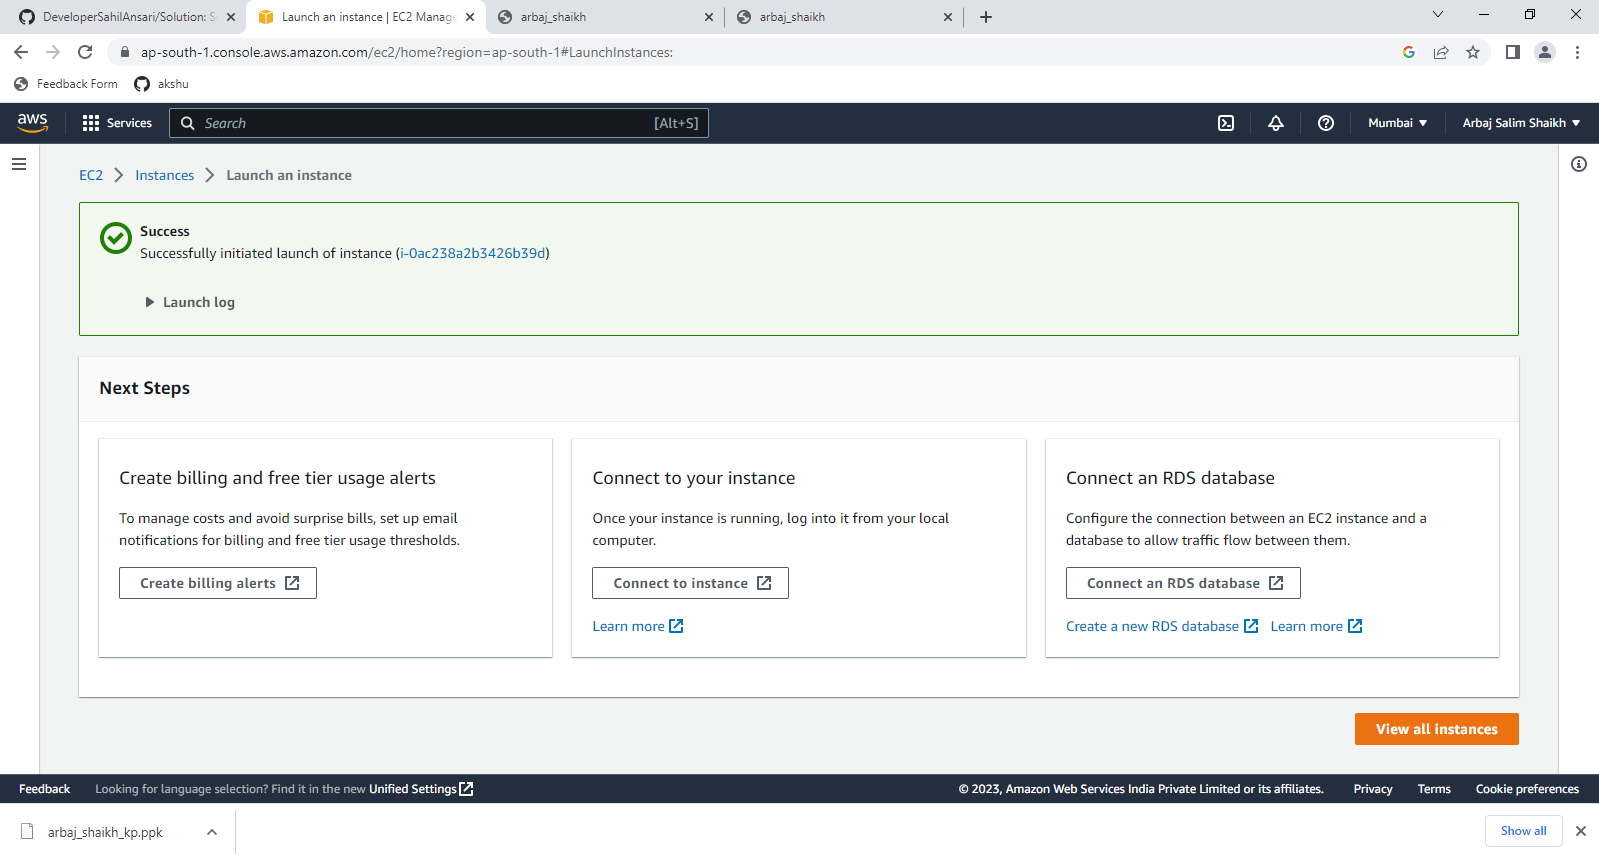 DeveloperSahilAnsari/Solution: S
Launch an instance | EC2 Manage
arbaj_shaikh
arbaj_shaikh
ap-south-1.console.aws.amazon.com/ec2/home?region=ap-south-1#LaunchInstances:
Feedback Form
akshu
aws
Services
Search
[Alt+S]
Mumbai
Arbaj Salim Shaikh
EC2
Instances
Launch an instance
Success
Successfully initiated launch of instance (i-0ac238a2b3426b39d)
Launch log
Next Steps
Create billing and free tier usage alerts
To manage costs and avoid surprise bills, set up email
notifications for billing and free tier usage thresholds.
Create billing alerts
Connect to your instance
Once your instance is running, log into it from your local
computer.
Connect to instance
Learn more
Connect an RDS database
Configure the connection between an EC2 instance and a
database to allow traffic flow between them.
Connect an RDS database
Create a new RDS database
Learn more
View all instances
Feedback
Looking for language selection? Find it in the new Unified Settings
© 2023, Amazon Web Services India Private Limited or its affiliates.
Privacy
Terms
Cookie preferences
arbaj_shaikh_kp.ppk
Show all